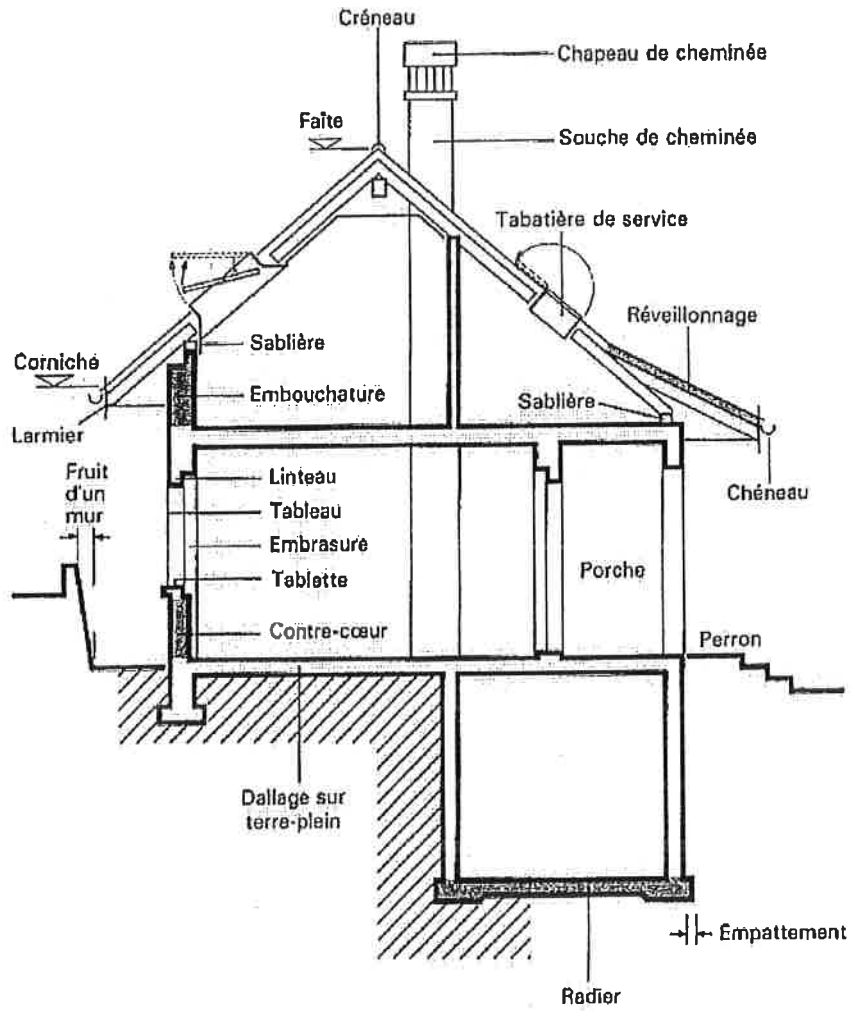 Créneau
Chapeau de cheminée
Faîte
Souche de cheminée
Tabatière de service
Réveillonnage
Sablière
Corniché
Embouchature
Sablière
Larmier
Fruit
d'un
mur
Linteau
Chéneau
Tableau
Embrasure
Porche
Tablette
Contre-cœur
Perron
Dallage sur
terre-plein
Empattement
Radier